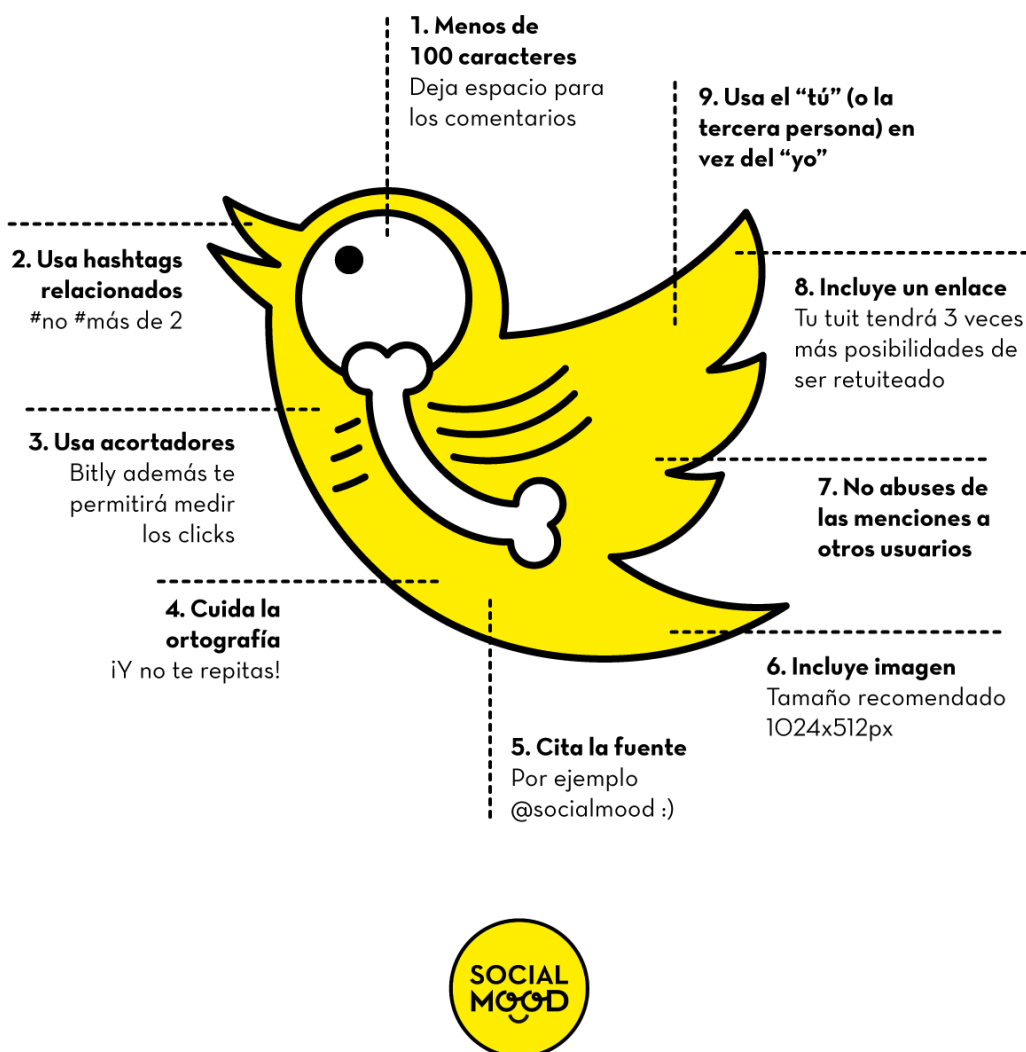 1. Menos de
100 caracteres
Deja espacio para
los comentarios
2. Usa hashtags
relacionados
#no #más de 2
3. Usa acortadores
Bitly además te
permitirá medir
los clicks
4. Cuida la
ortografía
¡Y no te repitas!
5. Cita la fuente
Por ejemplo
@socialmood :)
6. Incluye imagen
Tamaño recomendado
1024x512px
7. No abuses de
las menciones a
otros usuarios
8. Incluye un enlace
Tu tuit tendrá 3 veces
más posibilidades de
ser retuiteado
9. Usa el “tú” (o la
tercera persona) en
vez del “yo”
SOCIAL
MOOD